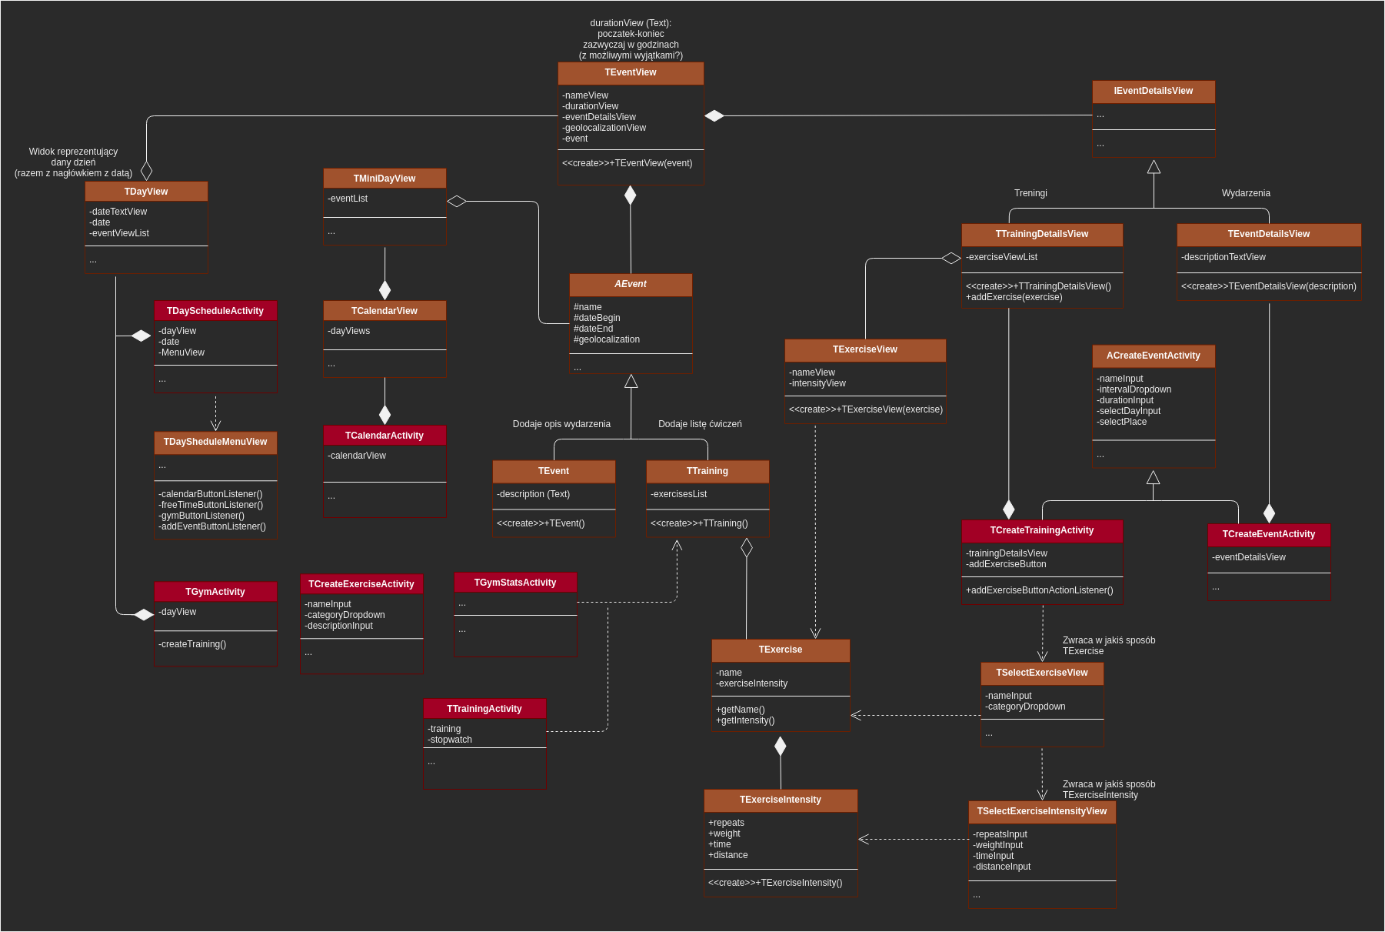 durationView (Text):
poczatek-koniec
zazwyczaj w godzinach
(z możliwymi wyjątkami?)
TEventView
-nameView
-durationView
-eventDetailsView
-geolocalizationView
-event
<<create>>+TEventView(event)
IEventDetailsView
...
...
Widok reprezentujący
dany dzień
(razem z nagłówkiem z datą)
TDayView
-dateTextView
-date
-eventViewList
...
TMiniDayView
-eventList
...
Treningi
Wydarzenia
TTrainingDetailsView
-exerciseViewList
<<create>>+TTrainingDetailsView()
+addExercise(exercise)
TEventDetailsView
-descriptionTextView
<<create>>TEventDetailsView(description)
AEvent
#name
#dateBegin
#dateEnd
#geolocalization
...
TDayScheduleActivity
-dayView
-date
-MenuView
...
TCalendarView
-dayViews
...
TExerciseView
-nameView
-intensityView
<<create>>+TExerciseView(exercise)
ACreateEventActivity
-nameInput
-intervalDropdown
-durationInput
-selectDayInput
-selectPlace
...
TDaySheduleMenuView
...
-calendarButtonListener()
-freeTimeButtonListener()
-gymButtonListener()
-addEventButtonListener()
TCalendarActivity
-calendarView
...
Dodaje opis wydarzenia
Dodaje listę ćwiczeń
TEvent
-description (Text)
<<create>>+TEvent()
TTraining
-exercisesList
<<create>>+TTraining()
TCreateTrainingActivity
-trainingDetailsView
-addExerciseButton
+addExerciseButtonActionListener()
TCreateEventActivity
-eventDetailsView
...
TGymActivity
-dayView
-createTraining()
TCreateExerciseActivity
-nameInput
-categoryDropdown
-descriptionInput
...
TGymStatsActivity
...
...
TExercise
-name
-exerciseIntensity
+getName()
+getIntensity()
Zwraca w jakiś sposób
TExercise
TSelectExerciseView
-nameInput
-categoryDropdown
...
TTrainingActivity
-training
-stopwatch
...
TExerciseIntensity
+repeats
+weight
+time
+distance
<<create>>+TExerciseIntensity()
Zwraca w jakiś sposób
TExerciseIntensity
TSelectExerciseIntensityView
-repeatsInput
-weightInput
-timeInput
-distanceInput
...